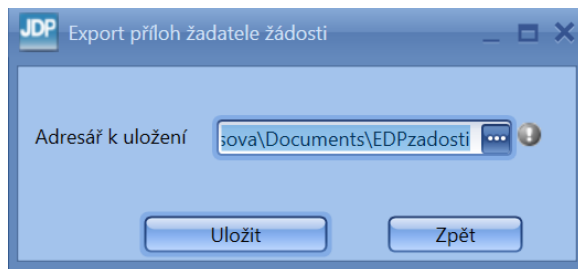 JDP Export příloh žadatele žádosti
Adresář k uložení sova\Documents\EDPzadosti ...
Uložit Zpět